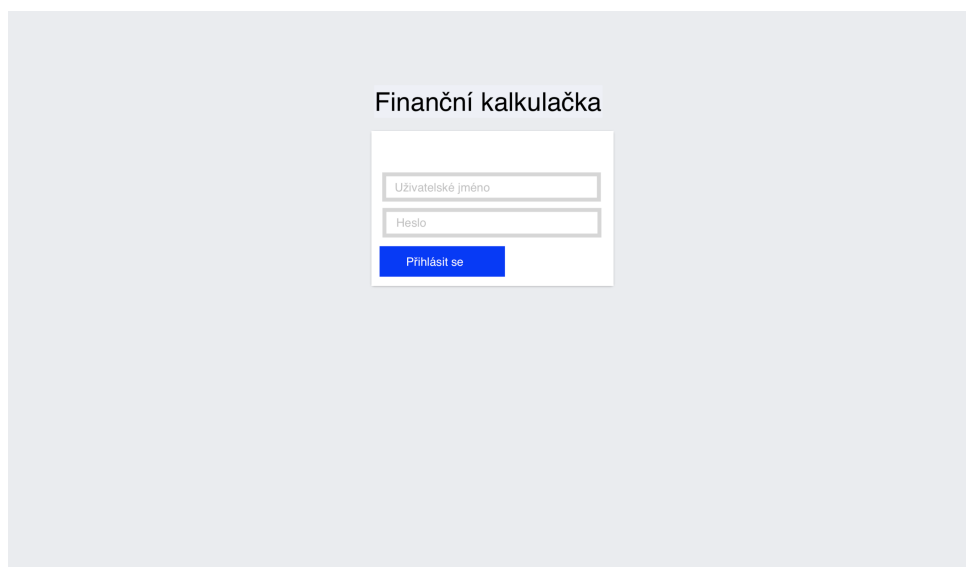 Finanční kalkulačka
Uživatelské jméno
Heslo
Přihlásit se